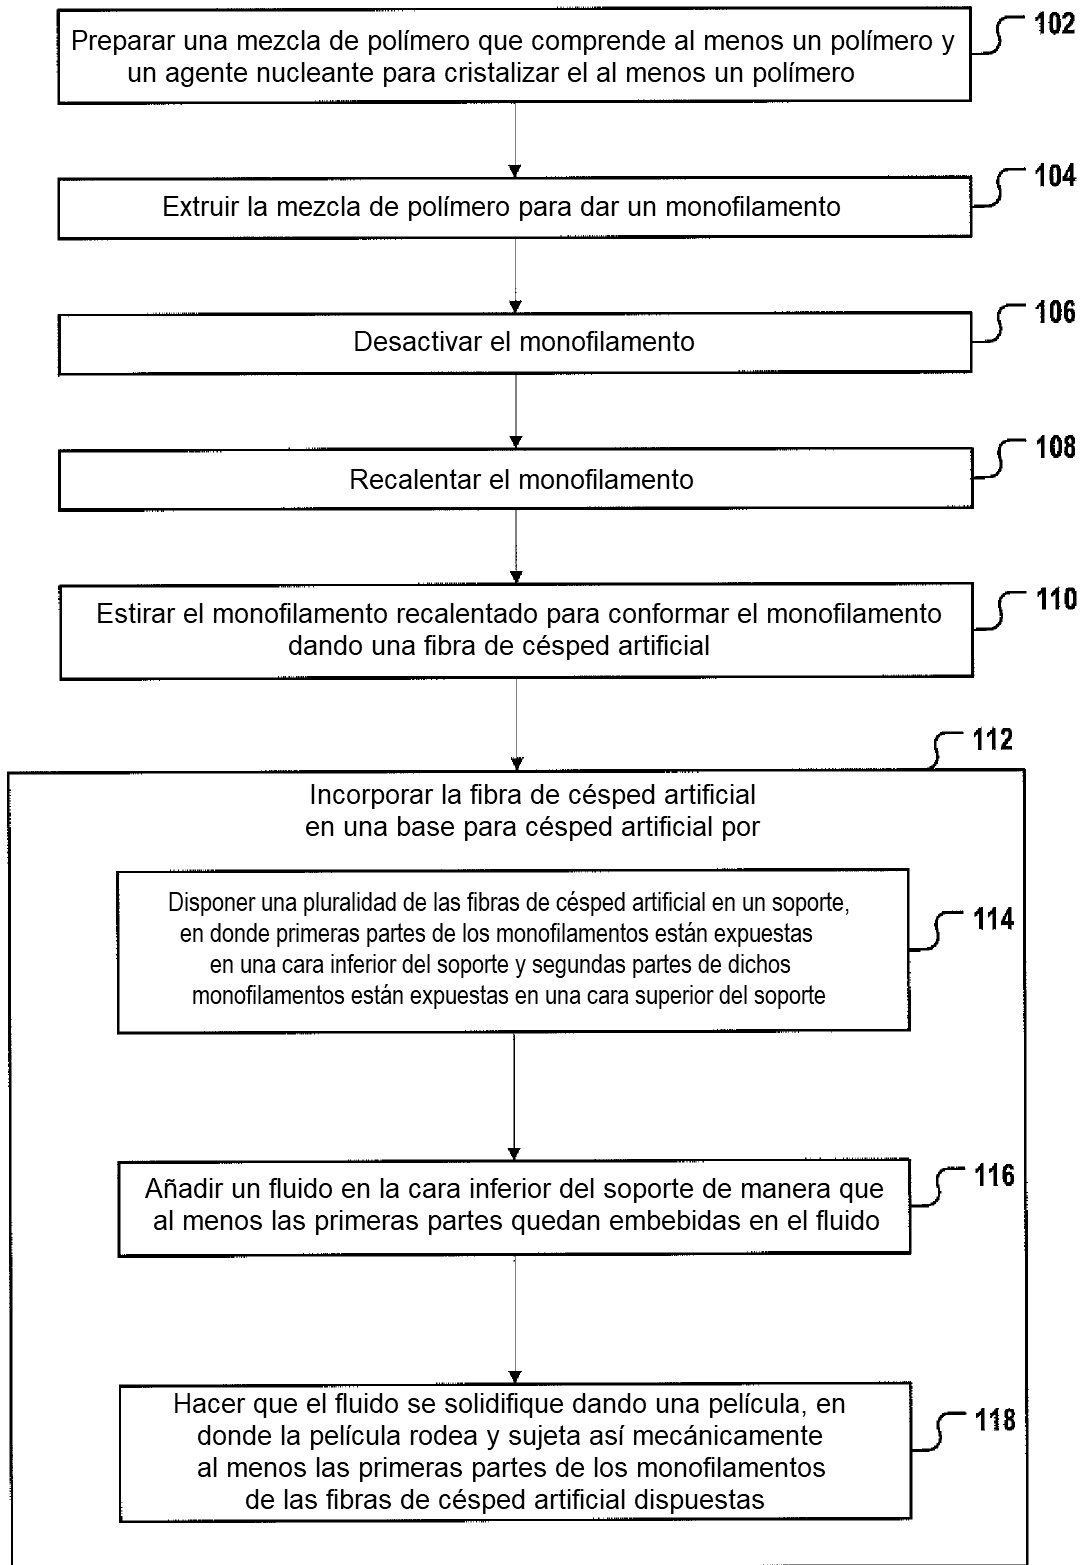 Preparar una mezcla de polímero que comprende al menos un polímero y
un agente nucleante para cristalizar el al menos un polímero
102
Extruir la mezcla de polímero para dar un monofilamento
104
Desactivar el monofilamento
106
Recalentar el monofilamento
108
Estirar el monofilamento recalentado para conformar el monofilamento
dando una fibra de césped artificial
110
112
Incorporar la fibra de césped artificial
en una base para césped artificial por
Disponer una pluralidad de las fibras de césped artificial en un soporte,
en donde primeras partes de los monofilamentos están expuestas
en una cara inferior del soporte y segundas partes de dichos
monofilamentos están expuestas en una cara superior del soporte
114
Añadir un fluido en la cara inferior del soporte de manera que
al menos las primeras partes quedan embebidas en el fluido
116
Hacer que el fluido se solidifique dando una película, en
donde la película rodea y sujeta así mecánicamente
al menos las primeras partes de los monofilamentos
de las fibras de césped artificial dispuestas
118